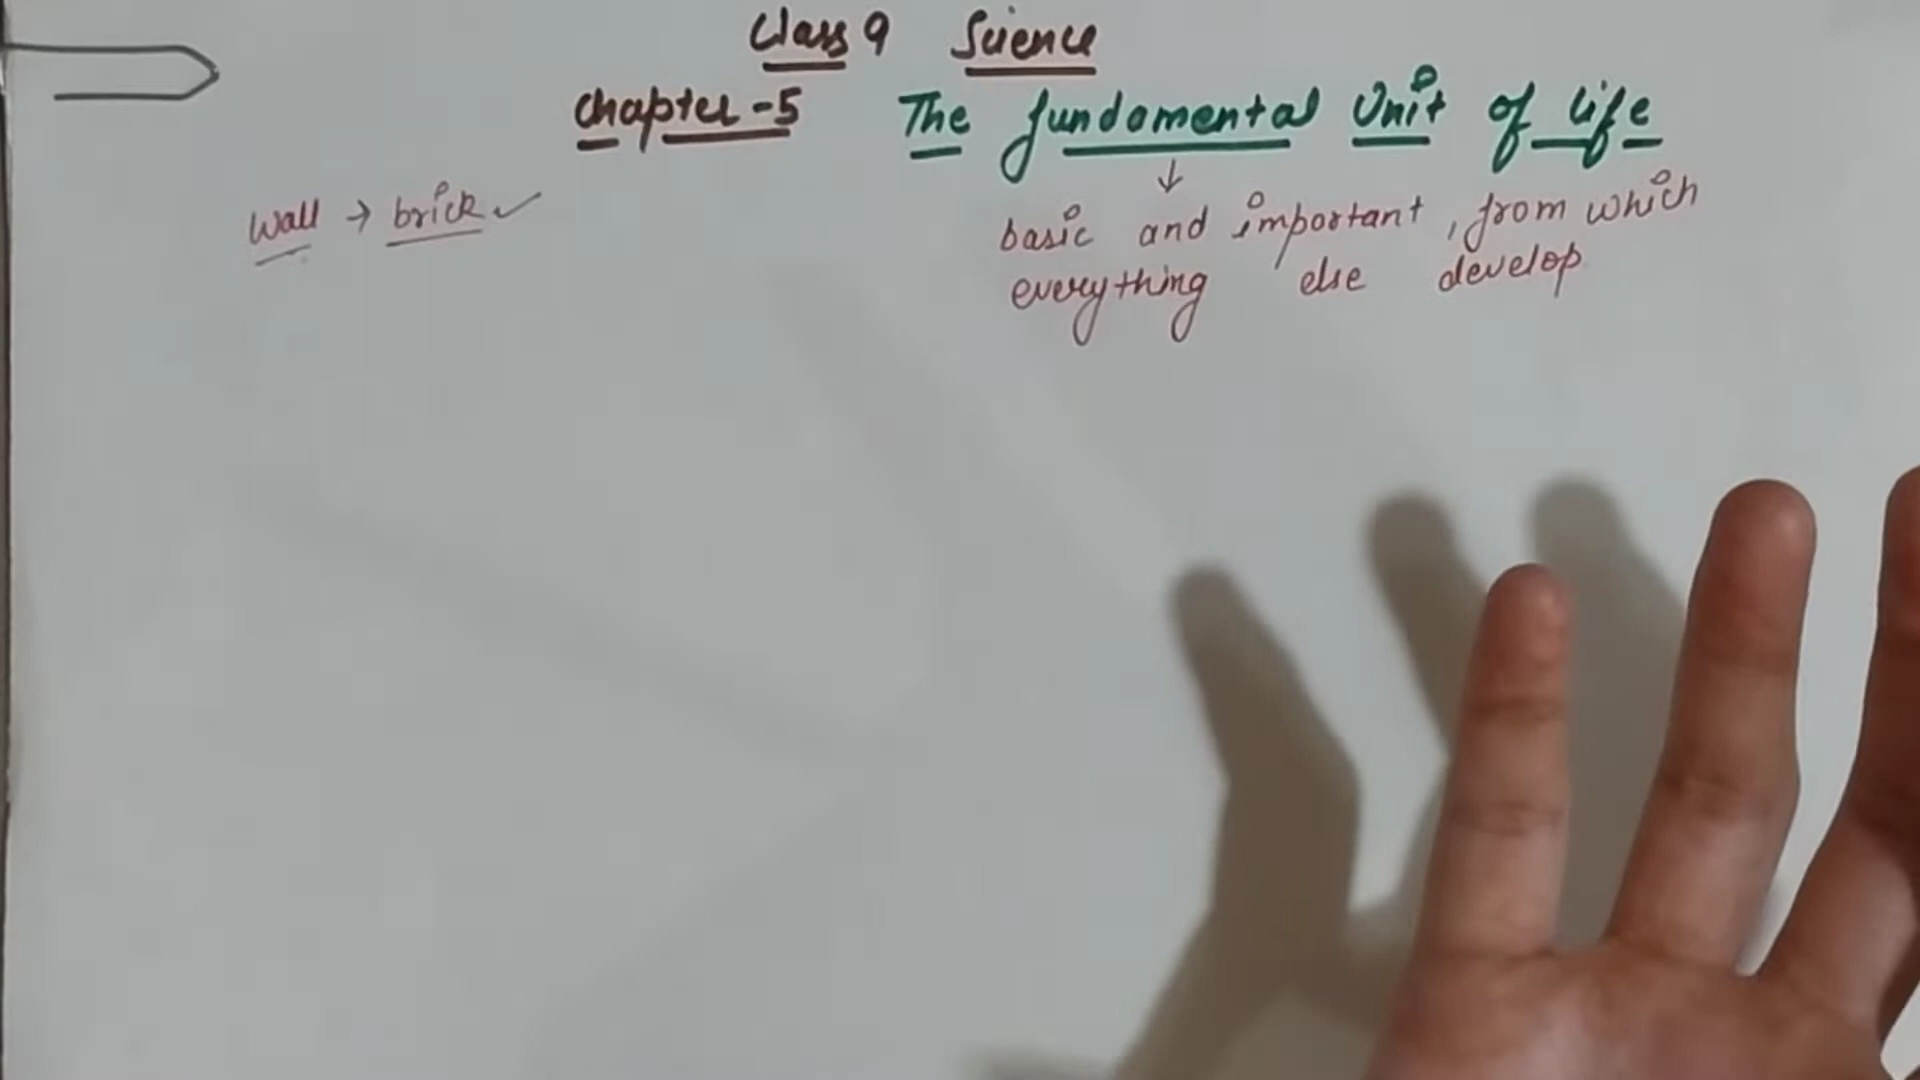 Class 9 Science
Chapter-5 The fundamental Unit of life
wall → brick ✓
↓
basic and important, from which
everything else develop